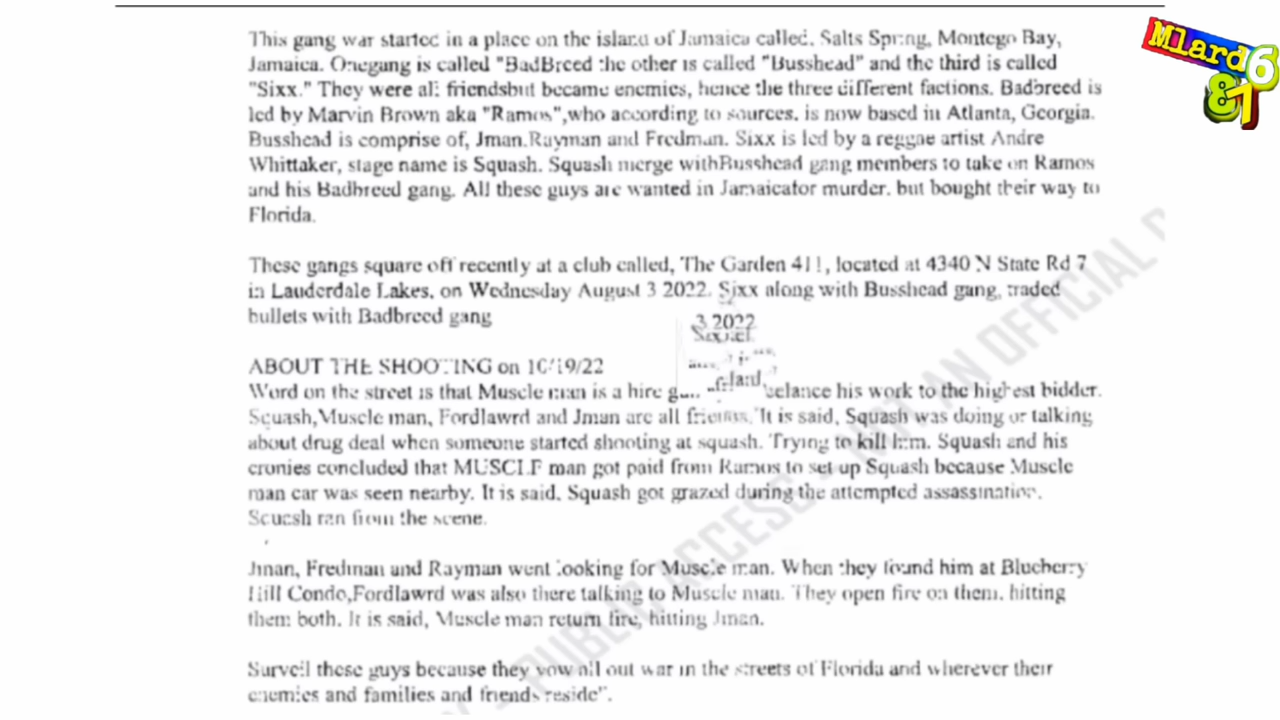 Mlard6
87
This gang war started in a place on the island of Jamaica called, Salts Spring, Montego Bay,
Jamaica. Onegang is called "BadBreed the other is called "Busshead" and the third is called
"Sixx." They were all friendsbut became enemies, hence the three different factions. Badbreed is
led by Marvin Brown aka "Ramos",who according to sources, is now based in Atlanta, Georgia.
Busshead is comprise of, Jman,Rayman and Fredman. Sixx is led by a reggae artist Andre
Whittaker, stage name is Squash. Squash merge withBusshead gang members to take on Ramos
and his Badbreed gang. All these guys are wanted in Jamaicafor murder, but bought their way to
Florida.
These gangs square off recently at a club called, The Garden 411, located at 4340 N State Rd 7
in Lauderdale Lakes, on Wednesday August 3 2022. Sixx along with Busshead gang, traded
bullets with Badbreed gang
3 2022
ABOUT THE SHOOTING on 10/19/22
Word on the street is that Muscle man is a hire elance his work to the highest bidder.
Squash,Muscle man, Fordlawrd and Jman are all friends. It is said, Squash was doing or talking
about drug deal when someone started shooting at squash. Trying to kill him. Squash and his
cronies concluded that MUSCLE man got paid from Ramos to set up Squash because Muscle
man car was seen nearby. It is said, Squash got grazed during the attempted assassination.
Squash ran from the scene.
Jman, Fredman and Rayman went looking for Muscle man. When they found him at Blueberry
Hill Condo,Fordlawrd was also there talking to Muscle man. They open fire on them, hitting
them both. It is said, Muscle man return fire, hitting Jman.
Surveil these guys because they vow all out war in the streets of Florida and wherever their
enemies and families and friends reside".
PUBLIC ACCESS - NOT AN OFFICIAL